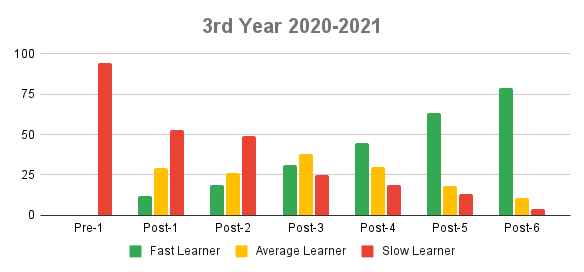 3rd Year 2020-2021
100
75
50
25
0
Pre-1 Post-1 Post-2 Post-3 Post-4 Post-5 Post-6
Fast Learner Average Learner Slow Learner